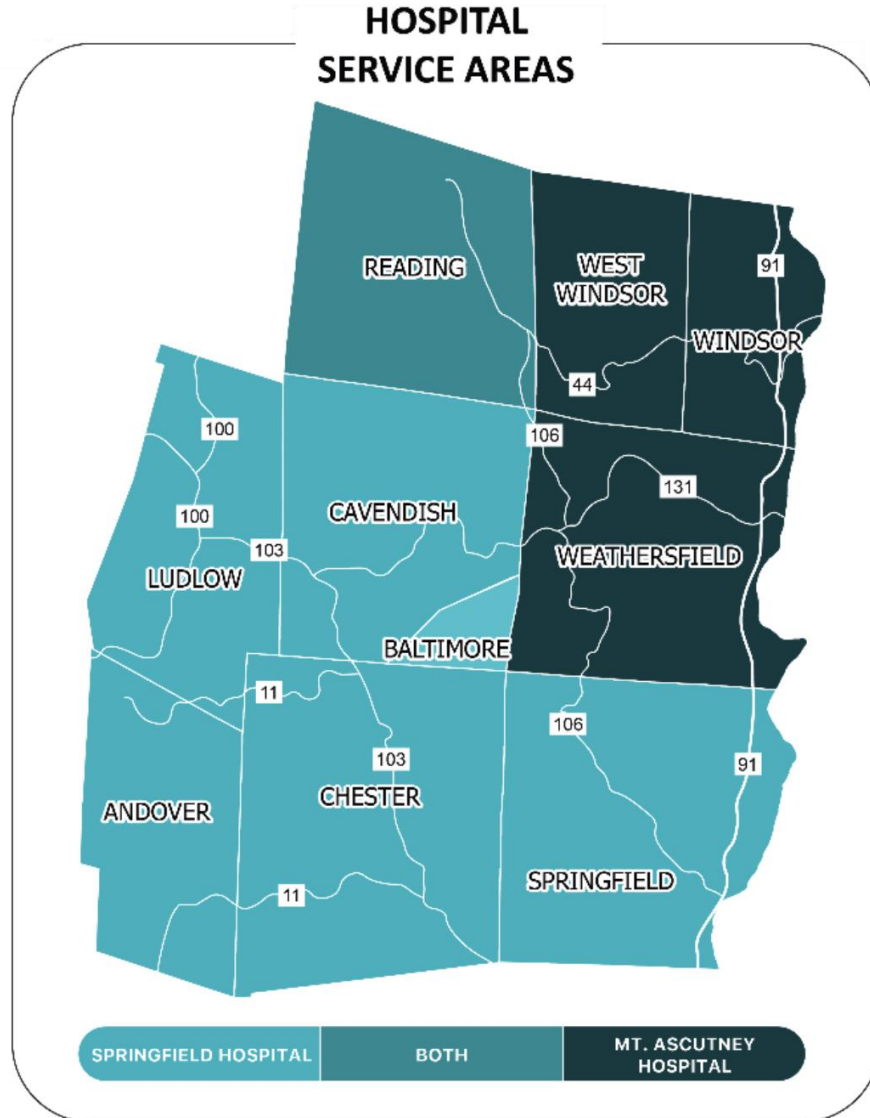 HOSPITAL
SERVICE AREAS
READING
WEST
WINDSOR
91
WINDSOR
44
100
106
131
100
CAVENDISH
103
WEATHERSFIELD
LUDLOW
BALTIMORE
11
106
103
91
CHESTER
ANDOVER
SPRINGFIELD
11
SPRINGFIELD HOSPITAL
BOTH
MT. ASCUTNEY
HOSPITAL